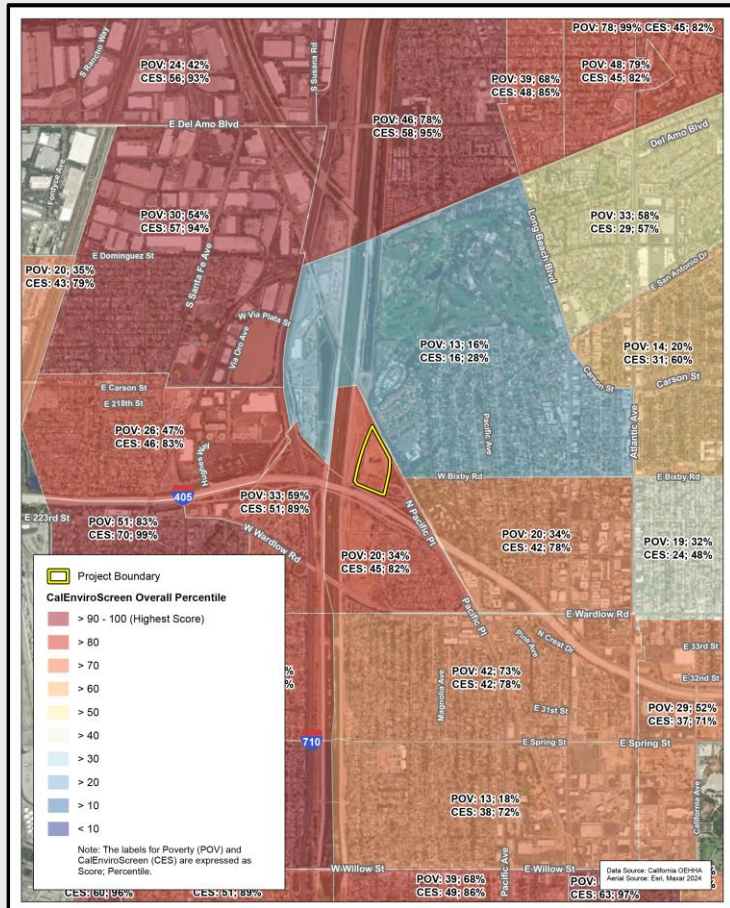 S Rancho Way
POV: 24; 42%
CES: 56; 93%
S Susana Rd
POV: 78; 99% CES: 45; 82%
POV: 48; 79%
CES: 45; 82%
POV: 39; 68%
CES: 48; 85%
POV: 46; 78%
CES: 58; 95%
E Del Amo Blvd
Del Amo Blvd
Fordyce Ave
POV: 30; 54%
CES: 57; 94%
E Dominguez St
S Santa Fe Ave
POV: 33; 58%
CES: 29; 57%
Long Beach Blvd
E San Antonio Dr
POV: 20; 35%
CES: 43; 79%
W Via Plata St
Via Oro Ave
POV: 13; 16%
CES: 16; 28%
POV: 14; 20%
CES: 31; 60%
Carson St
Carson St
E Carson St
E 218th St
Pacific Ave
Atlantic Ave
POV: 26; 47%
CES: 46; 83%
Hughes Way
W Bixby Rd
E Bixby Rd
405
POV: 33; 59%
CES: 51; 89%
N Pacific Pl
E 223rd St
POV: 51; 83%
CES: 70; 99%
W Wardlow Rd
POV: 20; 34%
CES: 42; 78%
POV: 19; 32%
CES: 24; 48%
POV: 20; 34%
CES: 45; 82%
Pacific Pl
E Wardlow Rd
Project Boundary
CalEnviroScreen Overall Percentile
> 90 - 100 (Highest Score)
> 80
> 70
> 60
> 50
> 40
> 30
> 20
> 10
< 10
Note: The labels for Poverty (POV) and
CalEnviroScreen (CES) are expressed as
Score; Percentile.
Pine Ave
N Crest Dr
E 33rd St
E 32nd St
Magnolia Ave
POV: 42; 73%
CES: 42; 78%
E 31st St
POV: 29; 52%
CES: 37; 71%
710
E Spring St
E Spring St
POV: 13; 18%
CES: 38; 72%
California Ave
Pacific Ave
W Willow St
E Willow St
CES: 60; 96%
CES: 51; 89%
POV: 39; 68%
CES: 49; 86%
CES: 63; 97%
Data Source: California OEHHA
Aerial Source: Esri, Maxar 2024